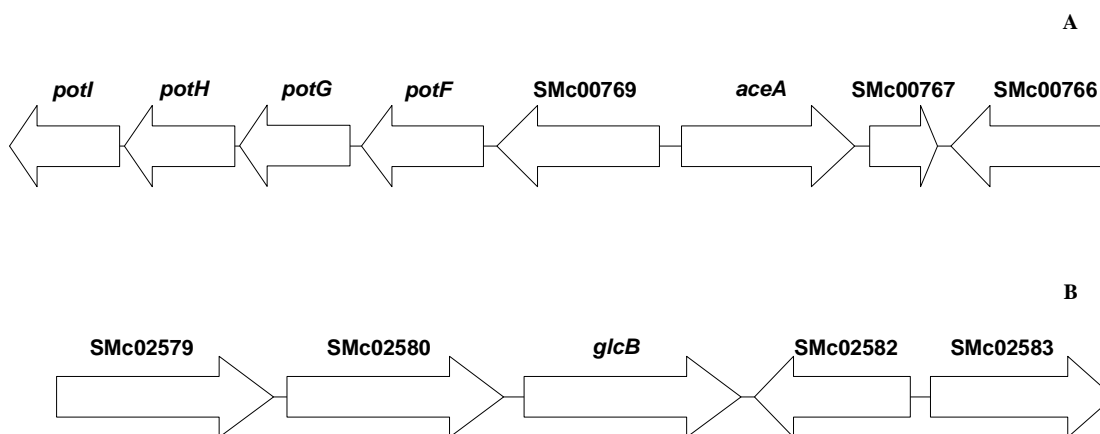 A
potI potH potG potF SMc00769 aceA SMc00767 SMc00766
B
SMc02579 SMc02580 glcB SMc02582 SMc02583